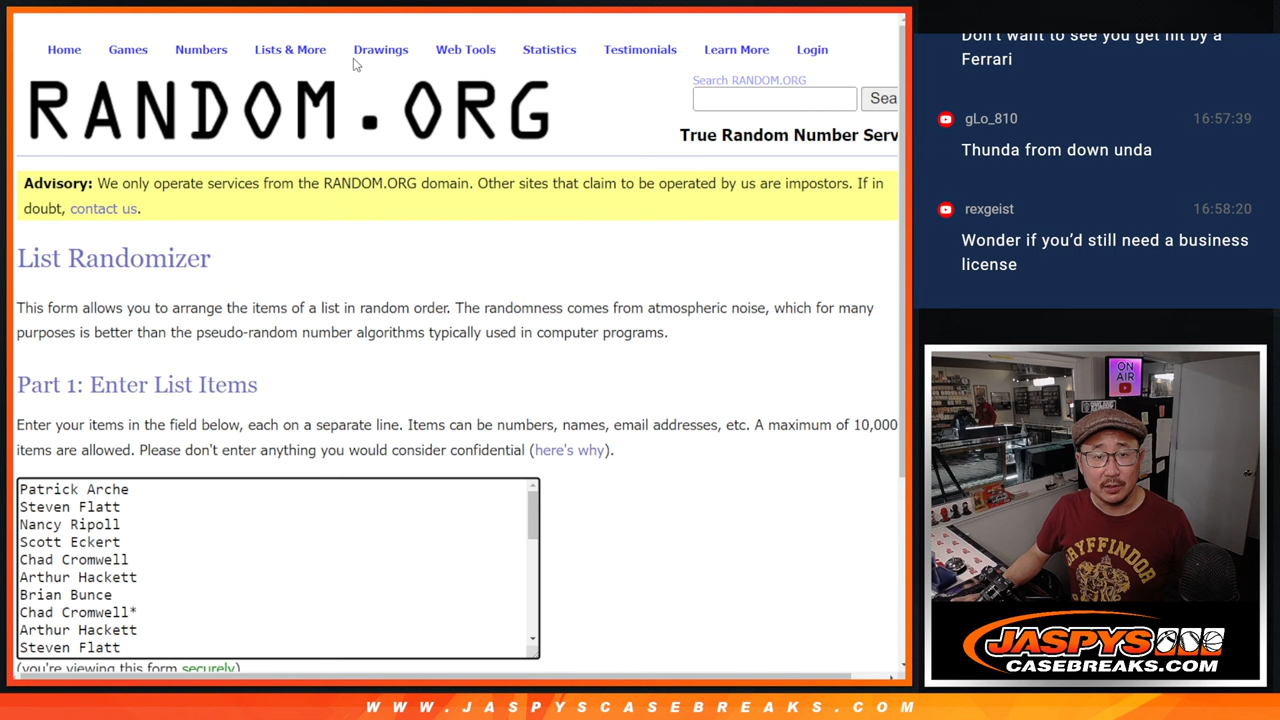 Home Games Numbers Lists & More Drawings Web Tools Statistics Testimonials Learn More Login
RANDOM.ORG
Search RANDOM.ORG
Sea
True Random Number Serv
Advisory: We only operate services from the RANDOM.ORG domain. Other sites that claim to be operated by us are impostors. If in
doubt, contact us.
List Randomizer
This form allows you to arrange the items of a list in random order. The randomness comes from atmospheric noise, which for many
purposes is better than the pseudo-random number algorithms typically used in computer programs.
Part 1: Enter List Items
Enter your items in the field below, each on a separate line. Items can be numbers, names, email addresses, etc. A maximum of 10,000
items are allowed. Please don't enter anything you would consider confidential (here's why).
Patrick Arche
Steven Flatt
Nancy Ripoll
Scott Eckert
Chad Cromwell
Arthur Hackett
Brian Bunce
Chad Cromwell*
Arthur Hackett
Steven Flatt
(you're viewing this form securely)
Don't want to see you get hit by a
Ferrari
gLo_810 16:57:39
Thunda from down unda
rexgeist 16:58:20
Wonder if you'd still need a business
license
ON
AIR
GRYFFINDOR
JASPYS
CASEBREAKS.COM
WWW.JASPYSCASEBREAKS.COM